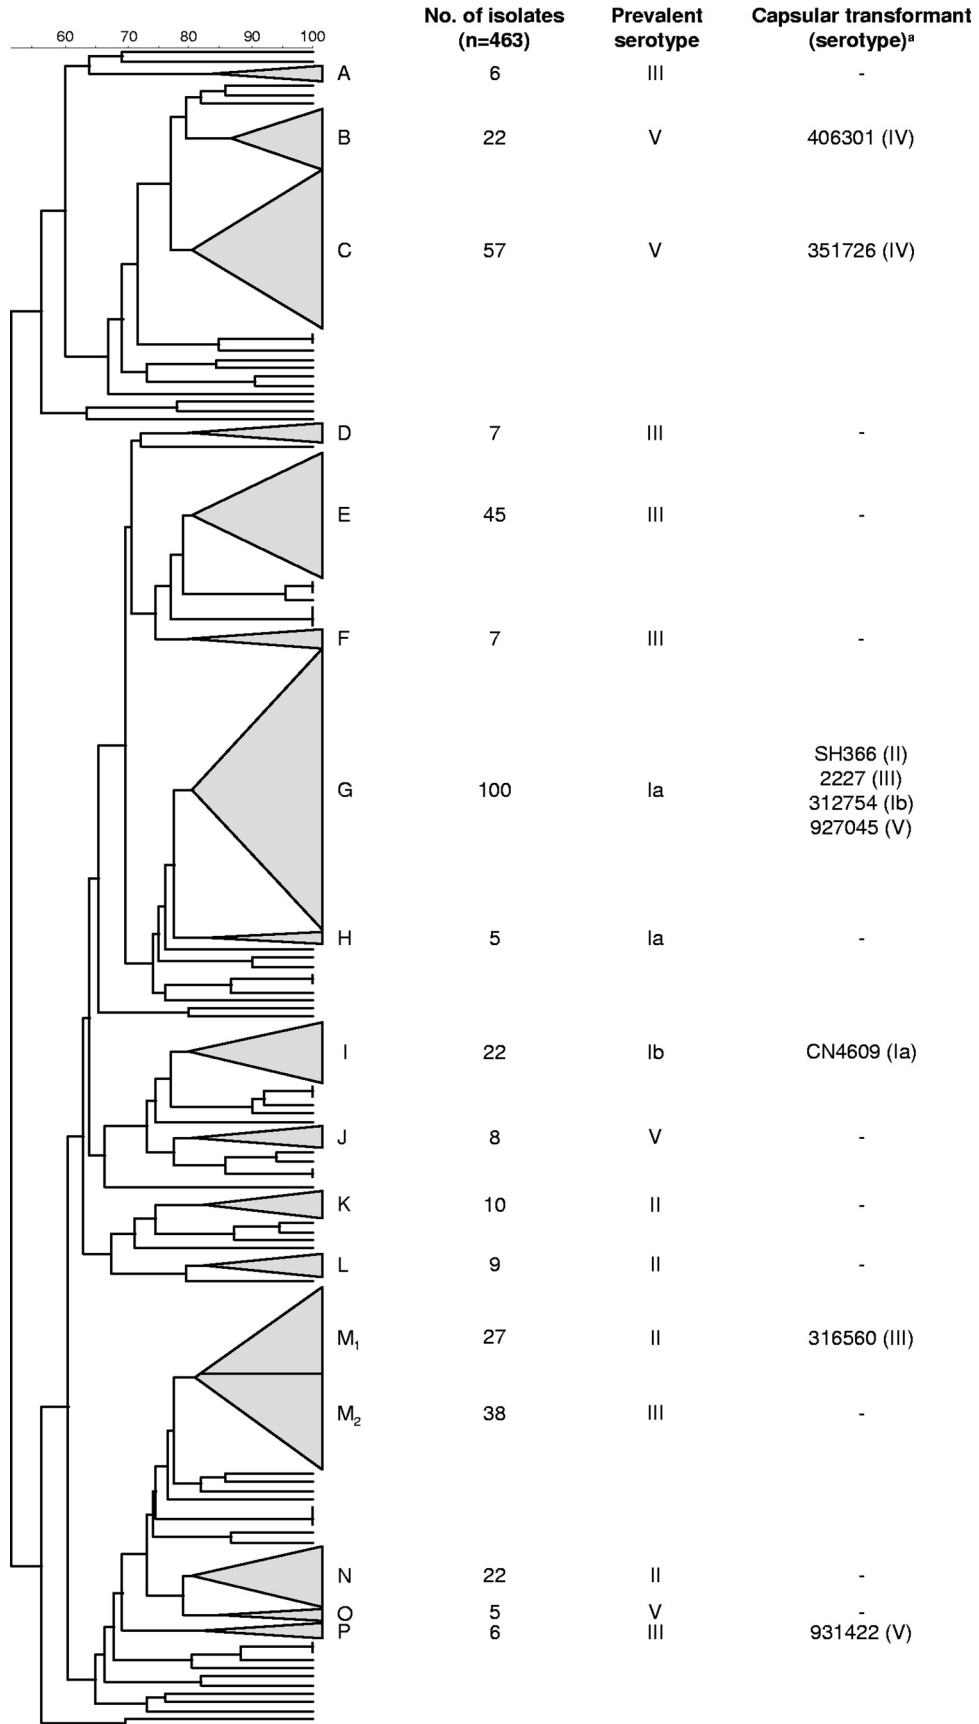 No. of isolates Prevalent Capsular transformant
(n=463) serotype (serotype)ª
60 70 80 90 100
A 6 III -
B 22 V 406301 (IV)
C 57 V 351726 (IV)
D 7 III -
E 45 III -
F 7 III -
SH366 (II)
2227 (III)
G 100 Ia
312754 (Ib)
927045 (V)
H 5 Ia -
I 22 Ib CN4609 (Ia)
J 8 V -
K 10 II -
L 9 II -
M₁ 27 II 316560 (III)
M₂ 38 III -
N 22 II -
O 5 V -
P 6 III 931422 (V)